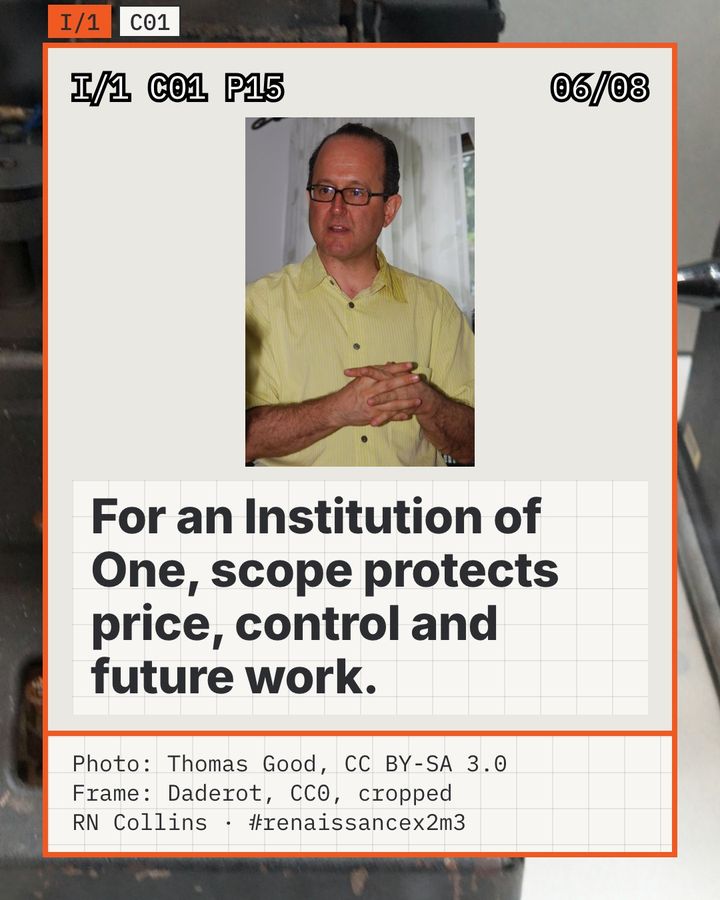 I/1 C01
I/1 C01 P15 06/08
For an Institution of
One, scope protects
price, control and
future work.
Photo: Thomas Good, CC BY-SA 3.0
Frame: Daderot, CC0, cropped
RN Collins · #renaissancex2m3